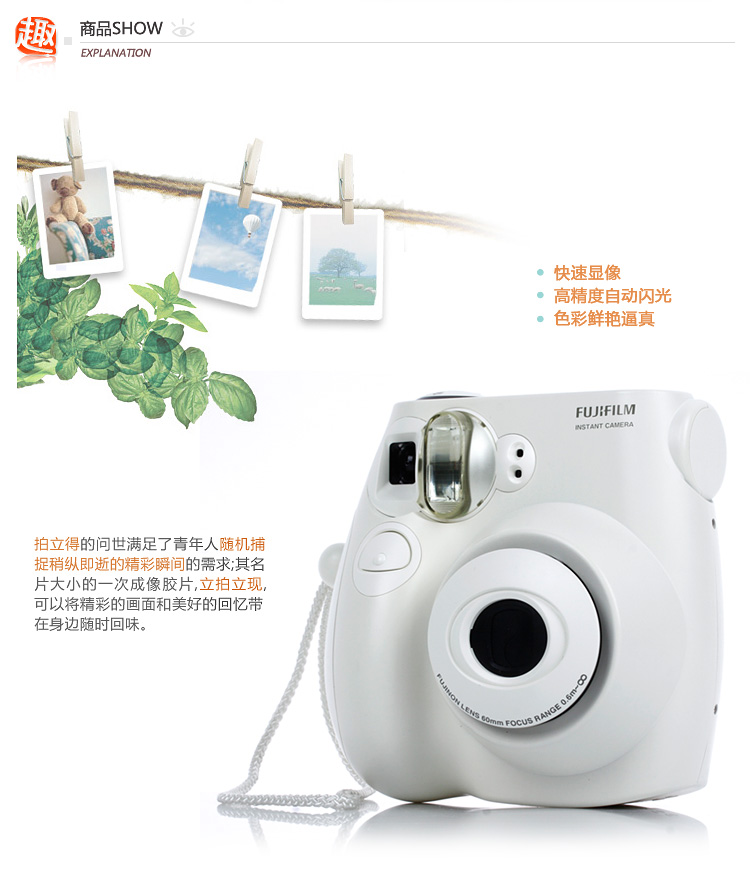 趣
商品SHOW
EXPLANATION
快速显像
高精度自动闪光
色彩鲜艳逼真
FUJIFILM
INSTANT CAMERA
拍立得的问世满足了青年人随机捕
捉稍纵即逝的精彩瞬间的需求;其名
片大小的一次成像胶片,立拍立现,
可以将精彩的画面和美好的回忆带
在身边随时回味。
FUJINON LENS 60mm FOCUS RANGE 0.6m-∞